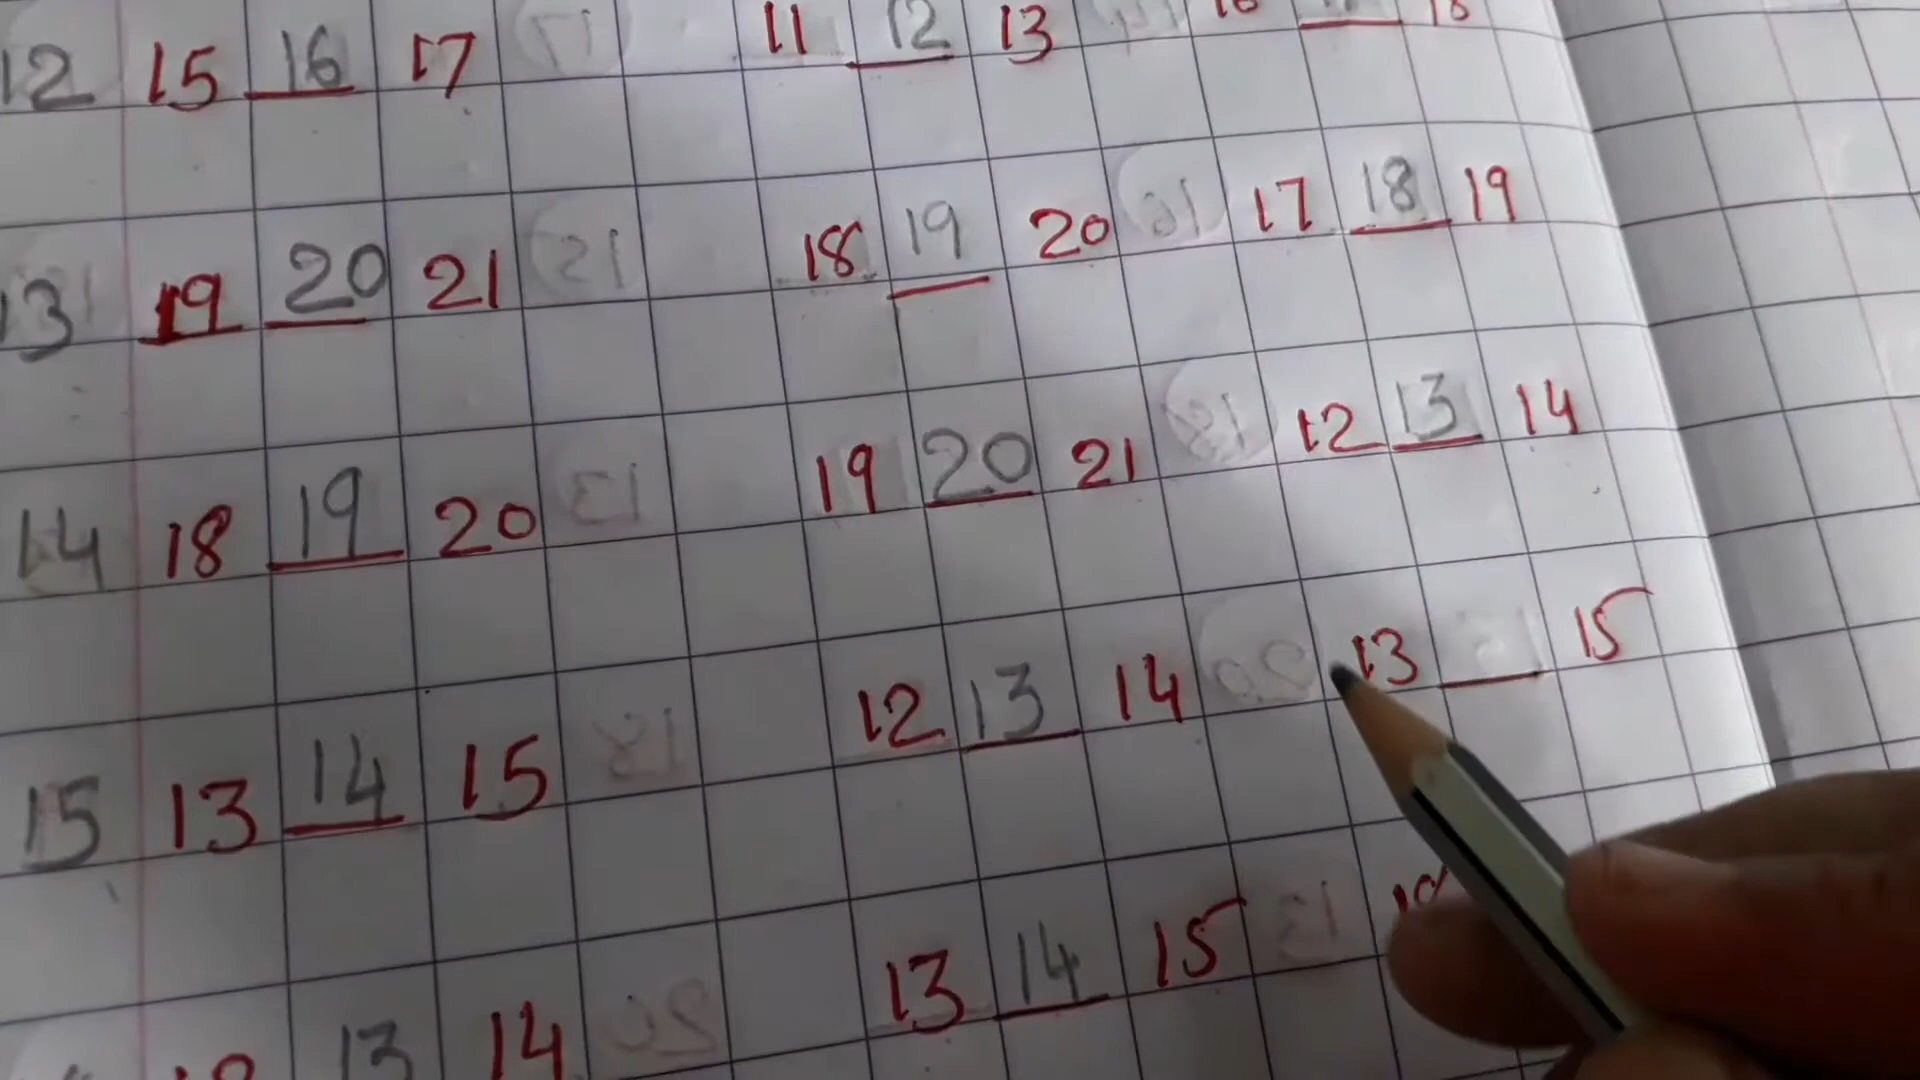 12 15 16 17 11 12 13 18
13 19 20 21 18 19 20 17 18 19
14 18 19 20 19 20 21 12 13 14
15 13 14 15 12 13 14 13 __ 15
13 14 13 14 15